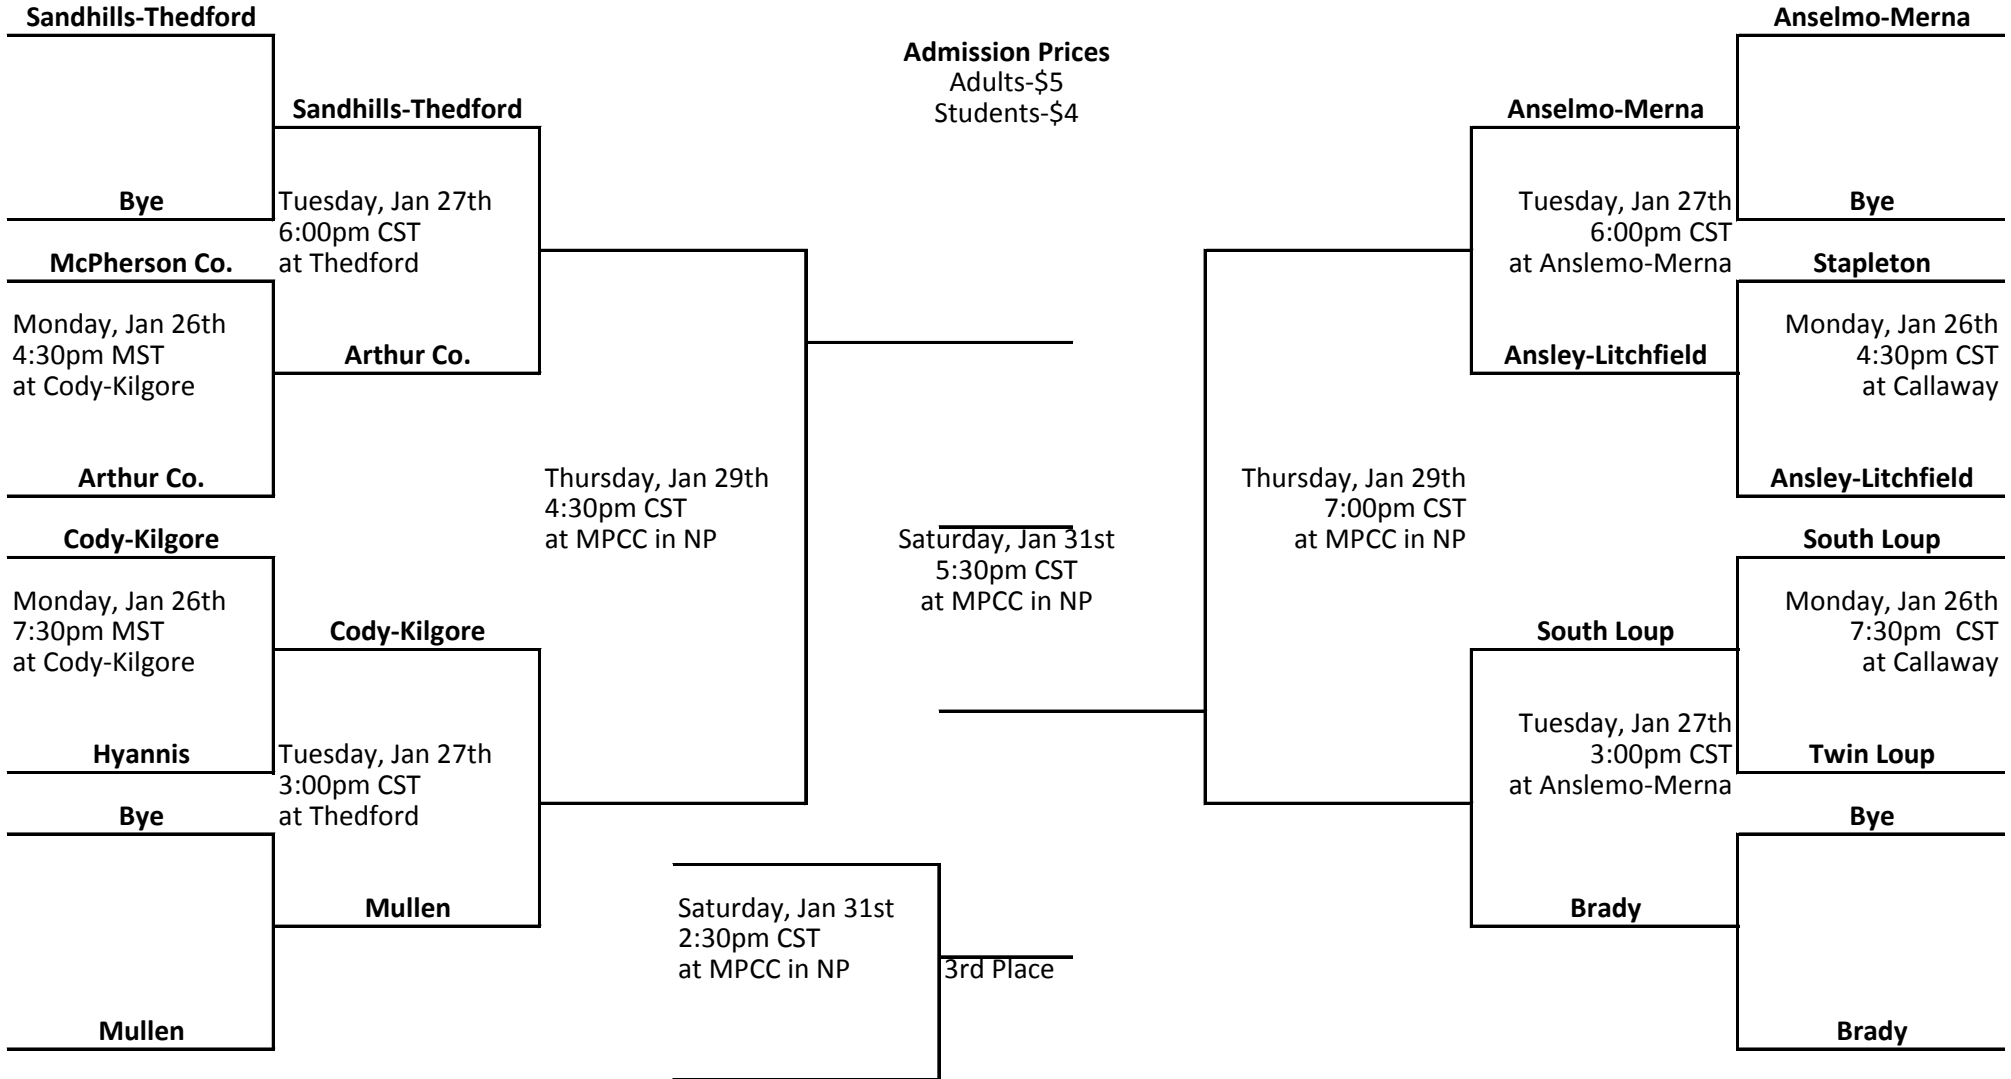 Sandhills-Thedford
Bye
McPherson Co.
Monday, Jan 26th
4:30pm MST
at Cody-Kilgore
Arthur Co.
Cody-Kilgore
Monday, Jan 26th
7:30pm MST
at Cody-Kilgore
Hyannis
Bye
Mullen
Sandhills-Thedford
Tuesday, Jan 27th
6:00pm CST
at Thedford
Arthur Co.
Cody-Kilgore
Tuesday, Jan 27th
3:00pm CST
at Thedford
Mullen
Thursday, Jan 29th
4:30pm CST
at MPCC in NP
Admission Prices
Adults-$5
Students-$4
Saturday, Jan 31st
5:30pm CST
at MPCC in NP
Saturday, Jan 31st
2:30pm CST
at MPCC in NP
3rd Place
Thursday, Jan 29th
7:00pm CST
at MPCC in NP
Anselmo-Merna
Tuesday, Jan 27th
6:00pm CST
at Anslemo-Merna
Ansley-Litchfield
South Loup
Tuesday, Jan 27th
3:00pm CST
at Anslemo-Merna
Brady
Anselmo-Merna
Bye
Stapleton
Monday, Jan 26th
4:30pm CST
at Callaway
Ansley-Litchfield
South Loup
Monday, Jan 26th
7:30pm  CST
at Callaway
Twin Loup
Bye
Brady